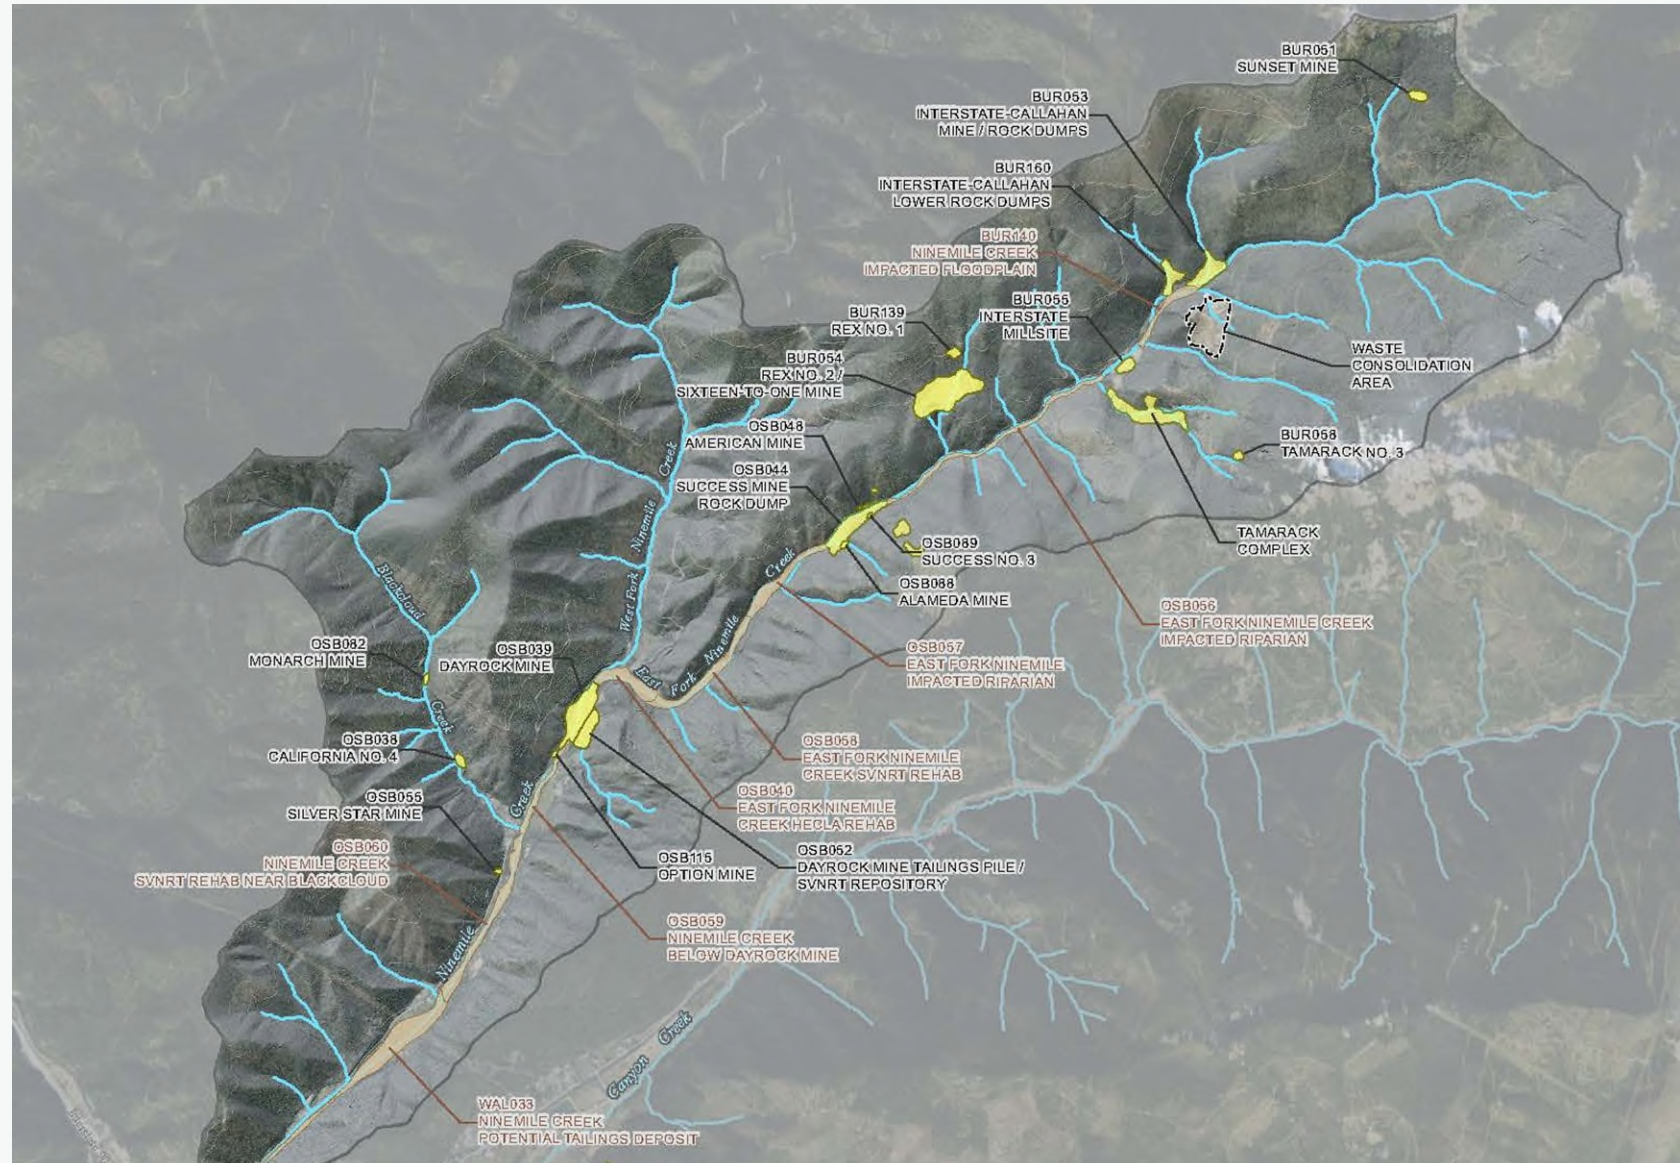 BUR051
SUNSET MINE
BUR053
INTERSTATE-CALLAHAN
MINE / ROCK DUMPS
BUR160
INTERSTATE-CALLAHAN
LOWER ROCK DUMPS
BUR140
NINEMILE CREEK
IMPACTED FLOODPLAIN
BUR055
INTERSTATE
MILLSITE
BUR139
REX NO. 1
BUR054
REX NO. 2 /
SIXTEEN-TO-ONE MINE
WASTE
CONSOLIDATION
AREA
OSB048
AMERICAN MINE
BUR058
TAMARACK NO. 3
OSB044
SUCCESS MINE
ROCK DUMP
TAMARACK
COMPLEX
OSB089
SUCCESS NO. 3
OSB088
ALAMEDA MINE
OSB056
EAST FORK NINEMILE CREEK
IMPACTED RIPARIAN
OSB057
EAST FORK NINEMILE
IMPACTED RIPARIAN
West Fork Ninemile Creek
East Fork Ninemile Creek
Blackcloud Creek
OSB082
MONARCH MINE
OSB039
DAYROCK MINE
OSB038
CALIFORNIA NO. 4
OSB058
EAST FORK NINEMILE
CREEK SVNRT REHAB
OSB040
EAST FORK NINEMILE
CREEK HECLA REHAB
OSB055
SILVER STAR MINE
OSB060
NINEMILE CREEK
SVNRT REHAB NEAR BLACKCLOUD
OSB115
OPTION MINE
OSB052
DAYROCK MINE TAILINGS PILE /
SVNRT REPOSITORY
OSB059
NINEMILE CREEK
BELOW DAYROCK MINE
Ninemile Creek
Canyon Creek
WAL033
NINEMILE CREEK
POTENTIAL TAILINGS DEPOSIT